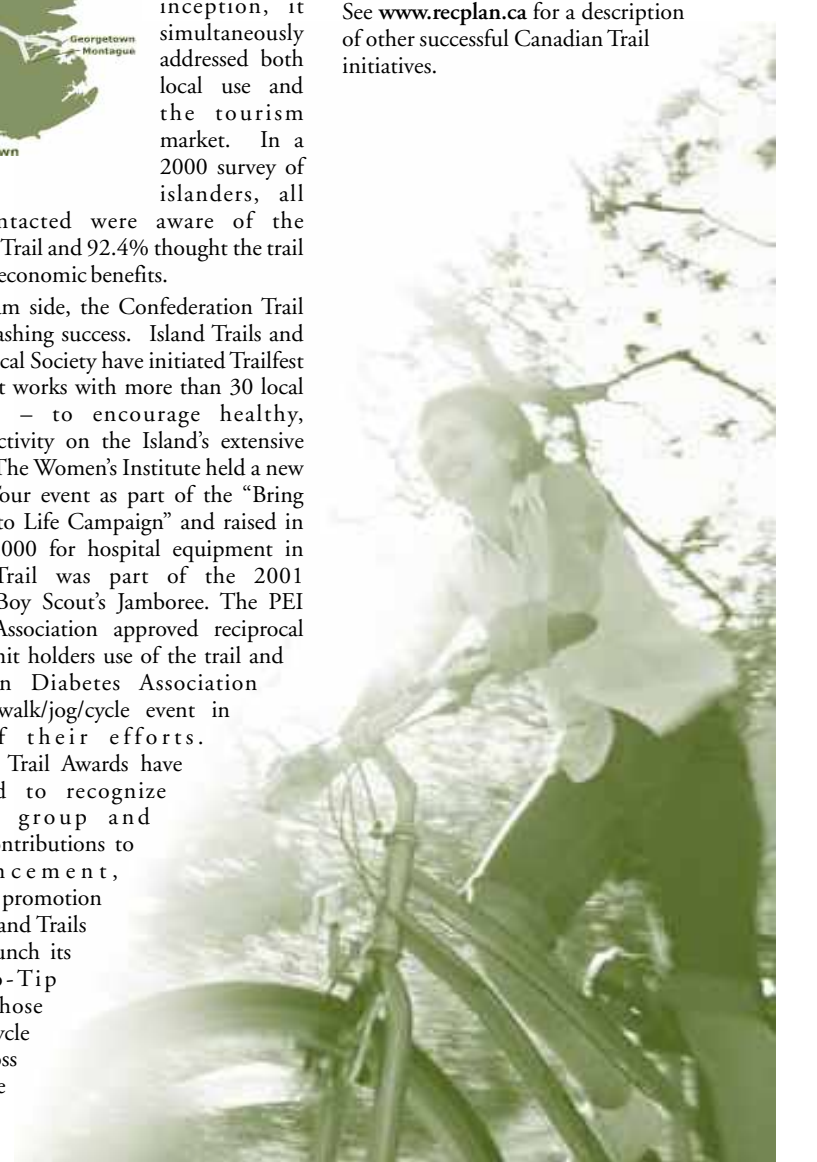 Georgetown
Montague
wn
inception, it
simultaneously
addressed both
local use and
the tourism
market. In a
2000 survey of
islanders, all
ntacted were aware of the
Trail and 92.4% thought the trail
economic benefits.
am side, the Confederation Trail
ashing success. Island Trails and
cal Society have initiated Trailfest
t works with more than 30 local
– to encourage healthy,
ctivity on the Island’s extensive
The Women’s Institute held a new
Tour event as part of the “Bring
to Life Campaign” and raised in
000 for hospital equipment in
Trail was part of the 2001
Boy Scout’s Jamboree. The PEI
Association approved reciprocal
mit holders use of the trail and
n Diabetes Association
walk/jog/cycle event in
f their efforts.
Trail Awards have
d to recognize
group and
ontributions to
ncement,
promotion
and Trails
unch its
o-Tip
hose
ycle
oss
e
See www.recplan.ca for a description
of other successful Canadian Trail
initiatives.